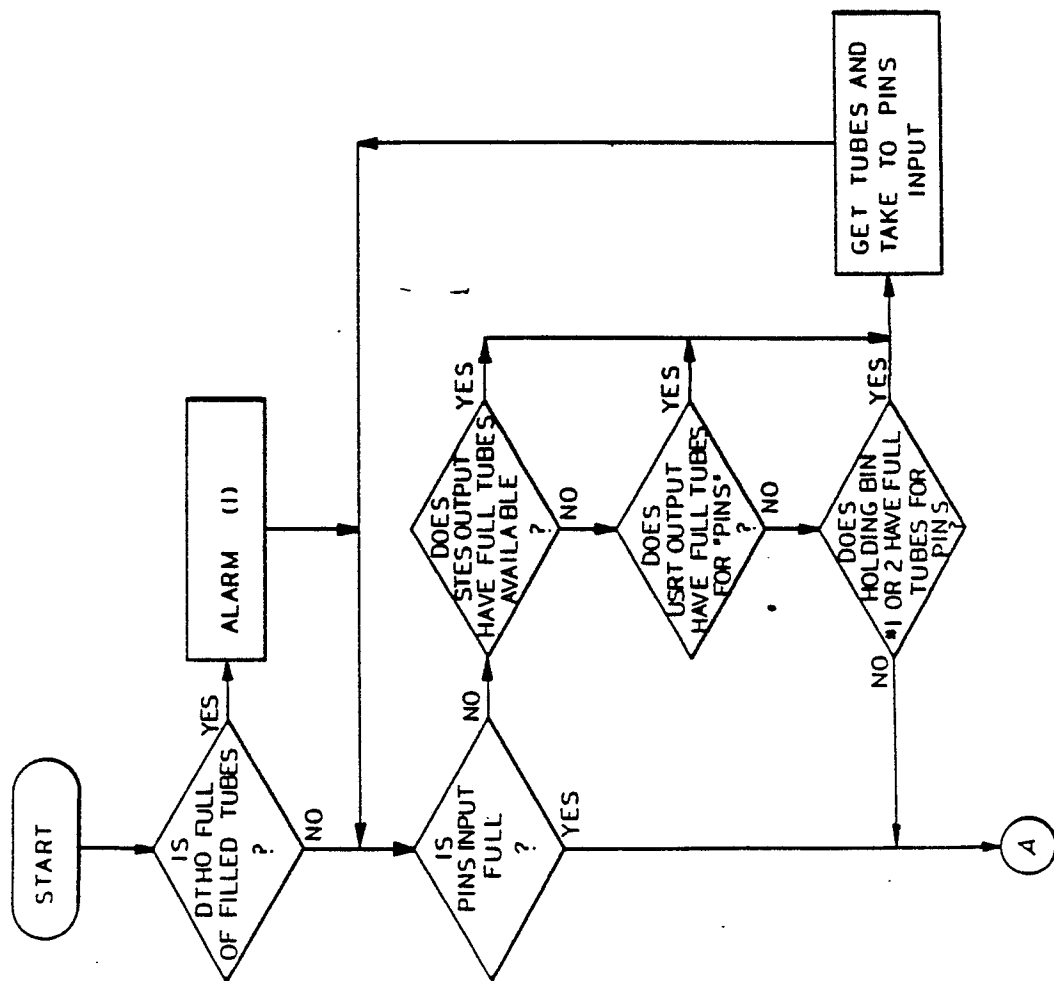 START
IS
DTHO FULL
OF FILLED TUBES
?
YES
NO
ALARM (1)
IS
PINS INPUT
FULL
?
NO
YES
DOES
STES OUTPUT
HAVE FULL TUBES
AVAILABLE
?
YES
NO
DOES
USRT OUTPUT
HAVE FULL TUBES
FOR "PINS"
?
NO
DOES
HOLDING BIN
#1 OR 2 HAVE FULL
TUBES FOR
PINS
?
YES
NO
GET TUBES AND
TAKE TO PINS
INPUT
A